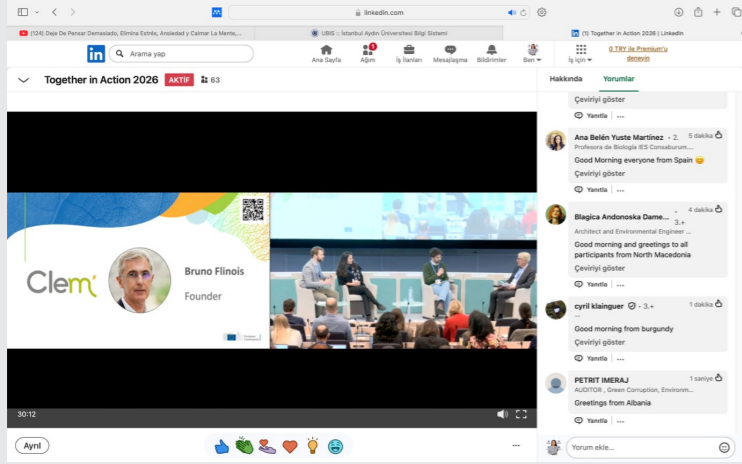 linkedin.com
(124) Deja De Pensar Demasiado, Elimina Estrés, Ansiedad y Calmar La Mente,...
UBIS :: İstanbul Aydın Üniversitesi Bilgi Sistemi
(1) Together in Action 2026 | LinkedIn
in
Arama yap
Ana Sayfa
Ağım
İş İlanları
Mesajlaşma
Bildirimler
Ben
İş için
0 TRY ile Premium'u
deneyin
Together in Action 2026
AKTİF
63
Clem'
Bruno Flinois
Founder
30:12
Ayrıl
Hakkında
Yorumlar
Çeviriyi göster
Yanıtla | ...
Ana Belén Yuste Martínez · 2.
5 dakika
Profesora de Biología IES Consaburum...
Good Morning everyone from Spain 😊
Çeviriyi göster
Yanıtla | ...
Blagica Andonoska Dame... · 3.+
4 dakika
Architect and Environmental Engineer ...
Good morning and greetings to all
participants from North Macedonia
Çeviriyi göster
Yanıtla | ...
cyril klainguer · 3.+
1 dakika
...
Good morning from burgundy
Çeviriyi göster
Yanıtla | ...
PETRIT IMERAJ
1 saniye
AUDITOR , Green Corruption, Environm...
Greetings from Albania
Yanıtla | ...
Yorum ekle...